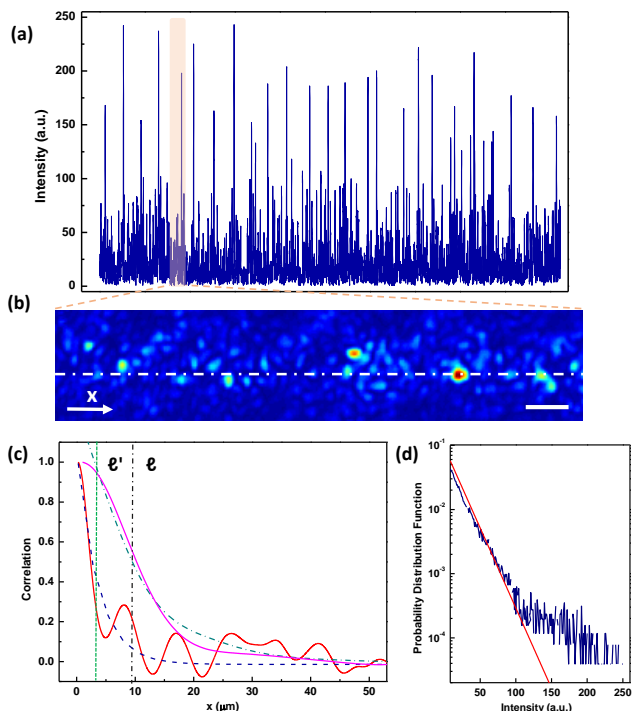 (a)
250
200
150
100
50
0
Intensity (a.u.)
(b)
X
(c)
(d)
ℓ' ℓ
1.0
0.8
0.6
0.4
0.2
0.0
Correlation
0 10 20 30 40 50
x (μm)
10⁻¹
10⁻²
10⁻³
10⁻⁴
Probability Distribution Function
50 100 150 200 250
Intensity (a.u.)